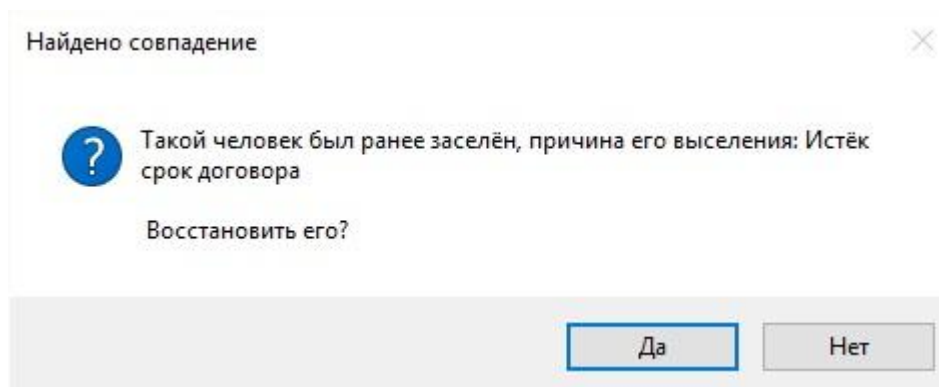 Найдено совпадение
?
Такой человек был ранее заселён, причина его выселения: Истёк
срок договора
Восстановить его?
Да
Нет